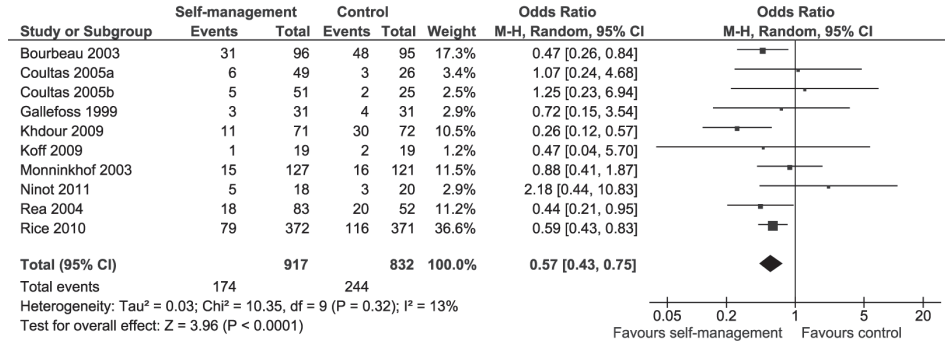 Self-management Control Odds Ratio Odds Ratio
Study or Subgroup Events Total Events Total Weight M-H, Random, 95% CI M-H, Random, 95% CI
Bourbeau 2003 31 96 48 95 17.3% 0.47 [0.26, 0.84]
Coultas 2005a 6 49 3 26 3.4% 1.07 [0.24, 4.68]
Coultas 2005b 5 51 2 25 2.5% 1.25 [0.23, 6.94]
Gallefoss 1999 3 31 4 31 2.9% 0.72 [0.15, 3.54]
Khdour 2009 11 71 30 72 10.5% 0.26 [0.12, 0.57]
Koff 2009 1 19 2 19 1.2% 0.47 [0.04, 5.70]
Monninkhof 2003 15 127 16 121 11.5% 0.88 [0.41, 1.87]
Ninot 2011 5 18 3 20 2.9% 2.18 [0.44, 10.83]
Rea 2004 18 83 20 52 11.2% 0.44 [0.21, 0.95]
Rice 2010 79 372 116 371 36.6% 0.59 [0.43, 0.83]
Total (95% CI) 917 832 100.0% 0.57 [0.43, 0.75]
Total events 174 244
Heterogeneity: Tau² = 0.03; Chi² = 10.35, df = 9 (P = 0.32); I² = 13%
Test for overall effect: Z = 3.96 (P < 0.0001)
0.05 0.2 1 5 20
Favours self-management Favours control